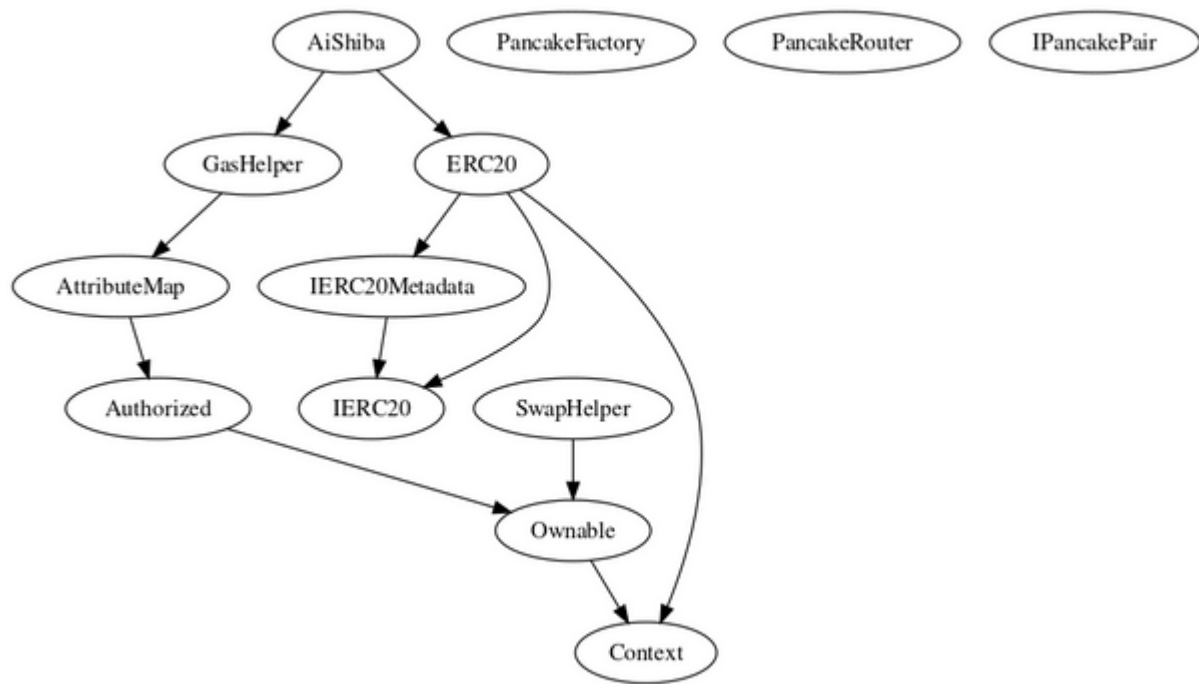 AiShiba
PancakeFactory
PancakeRouter
IPancakePair
GasHelper
ERC20
AttributeMap
IERC20Metadata
Authorized
IERC20
SwapHelper
Ownable
Context